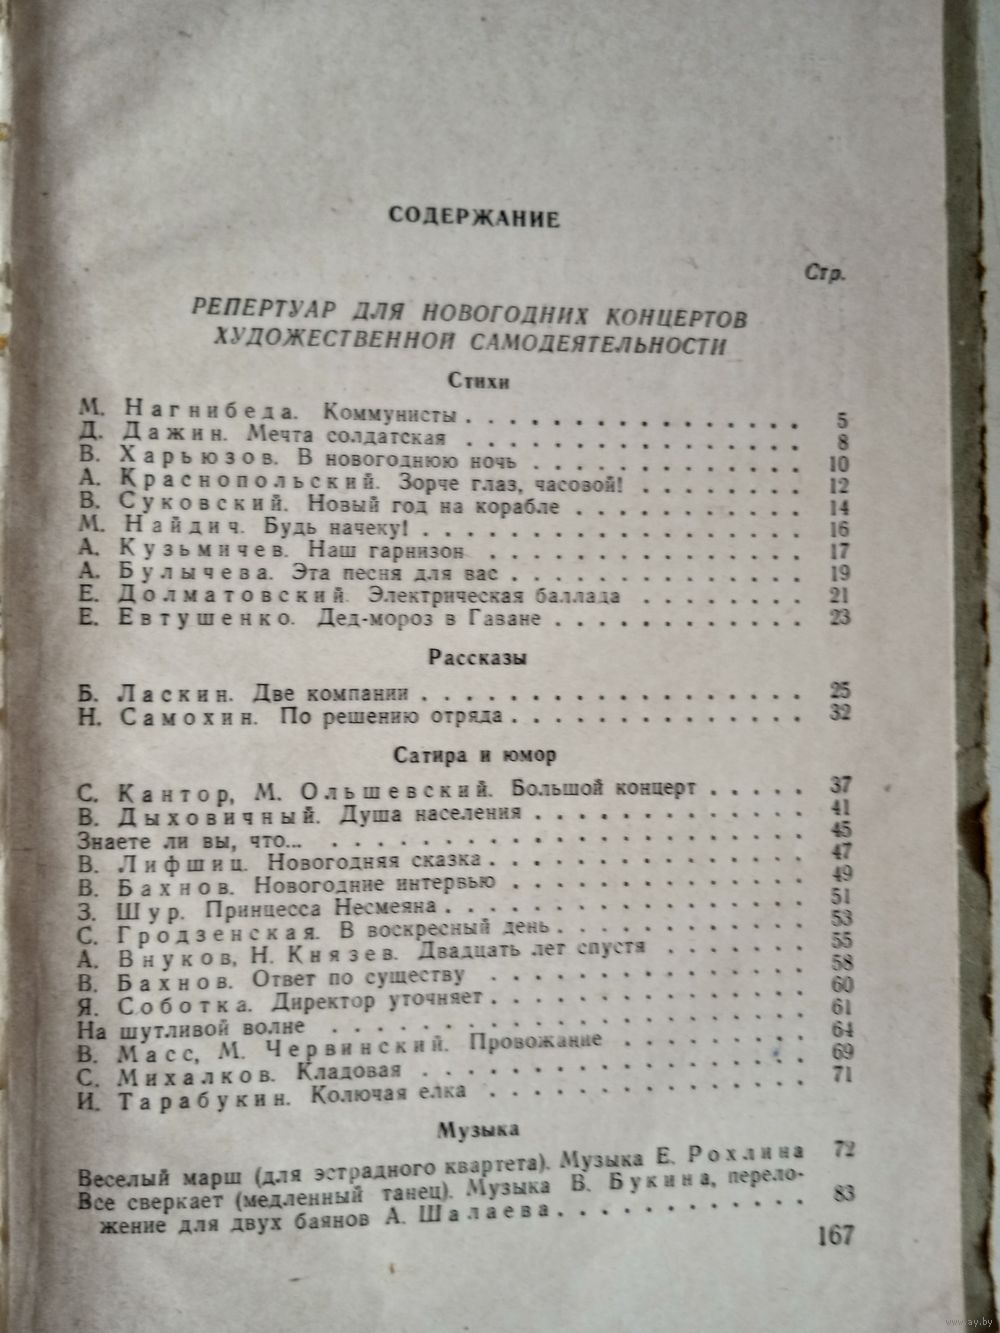 СОДЕРЖАНИЕ
Стр.
РЕПЕРТУАР ДЛЯ НОВОГОДНИХ КОНЦЕРТОВ
ХУДОЖЕСТВЕННОЙ САМОДЕЯТЕЛЬНОСТИ
Стихи
М. Нагнибеда. Коммунисты . . . . . . . . . . . . . . . 5
Д. Дажин. Мечта солдатская . . . . . . . . . . . . . . . 8
В. Харьюзов. В новогоднюю ночь . . . . . . . . . . . . 10
А. Краснопольский. Зорче глаз, часовой! . . . . . . . . 12
В. Суковский. Новый год на корабле . . . . . . . . . . 14
М. Найдич. Будь начеку! . . . . . . . . . . . . . . . . 16
А. Кузьмичев. Наш гарнизон . . . . . . . . . . . . . . 17
А. Булычева. Эта песня для вас . . . . . . . . . . . . . 19
Е. Долматовский. Электрическая баллада . . . . . . . . 21
Е. Евтушенко. Дед-мороз в Гаване . . . . . . . . . . . 23
Рассказы
Б. Ласкин. Две компании . . . . . . . . . . . . . . . . 25
Н. Самохин. По решению отряда . . . . . . . . . . . . . 32
Сатира и юмор
С. Кантор, М. Ольшевский. Большой концерт . . . . . 37
В. Дыховичный. Душа населения . . . . . . . . . . . . 41
Знаете ли вы, что... . . . . . . . . . . . . . . . . . . 45
В. Лифшиц. Новогодняя сказка . . . . . . . . . . . . . 47
В. Бахнов. Новогодние интервью . . . . . . . . . . . . 49
З. Шур. Принцесса Несмеяна . . . . . . . . . . . . . . 51
С. Гродзенская. В воскресный день . . . . . . . . . . . 53
А. Внуков, Н. Князев. Двадцать лет спустя . . . . . . . 55
В. Бахнов. Ответ по существу . . . . . . . . . . . . . 58
Я. Соботка. Директор уточняет . . . . . . . . . . . . . 60
На шутливой волне . . . . . . . . . . . . . . . . . . 61
В. Масс, М. Червинский. Провожание . . . . . . . . . 64
С. Михалков. Кладовая . . . . . . . . . . . . . . . . 69
И. Тарабукин. Колючая елка . . . . . . . . . . . . . . 71
Музыка
Веселый марш (для эстрадного квартета). Музыка Е. Рохлина 72
Все сверкает (медленный танец). Музыка В. Букина, перело-
жение для двух баянов А. Шалаева . . . . . . . . . . . 83
167
www.ay.by